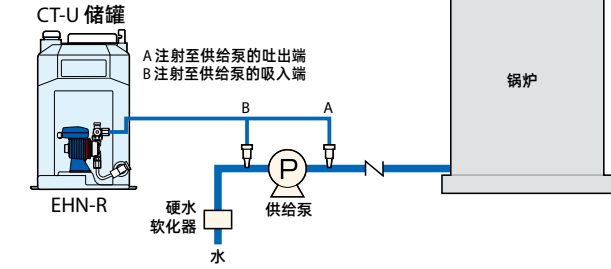 CT-U 储罐
A 注射至供给泵的吐出端
B 注射至供给泵的吸入端
锅炉
B
A
P
EHN-R
硬水
软化器
供给泵
水